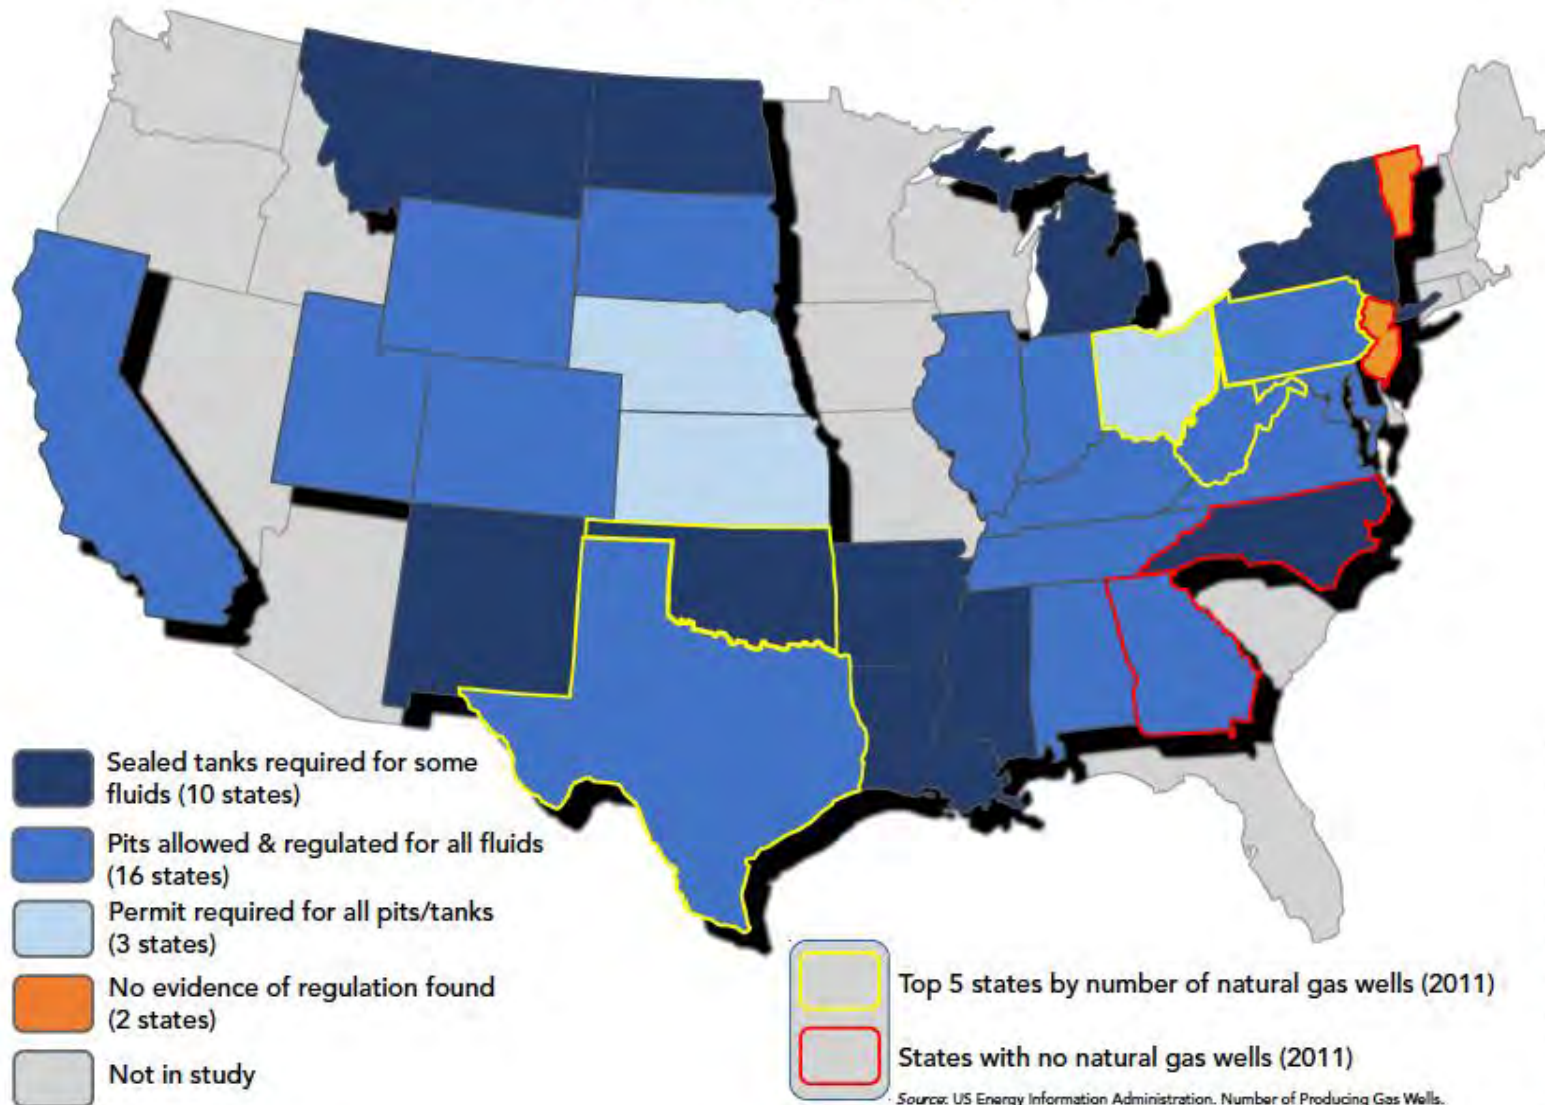 Sealed tanks required for some
fluids (10 states)
Pits allowed & regulated for all fluids
(16 states)
Permit required for all pits/tanks
(3 states)
No evidence of regulation found
(2 states)
Not in study
Top 5 states by number of natural gas wells (2011)
States with no natural gas wells (2011)
Source: US Energy Information Administration. Number of Producing Gas Wells.